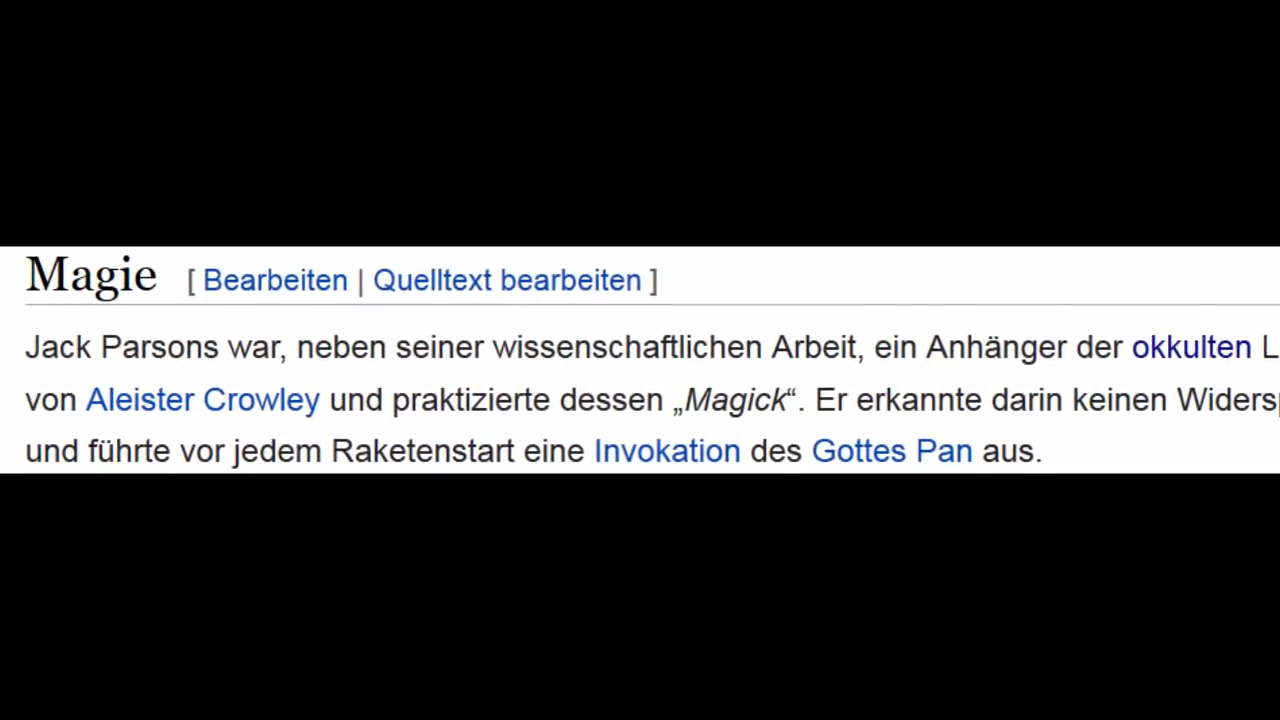 Magie [ Bearbeiten | Quelltext bearbeiten ]
Jack Parsons war, neben seiner wissenschaftlichen Arbeit, ein Anhänger der okkulten
von Aleister Crowley und praktizierte dessen „Magick“. Er erkannte darin keinen
und führte vor jedem Raketenstart eine Invokation des Gottes Pan aus.